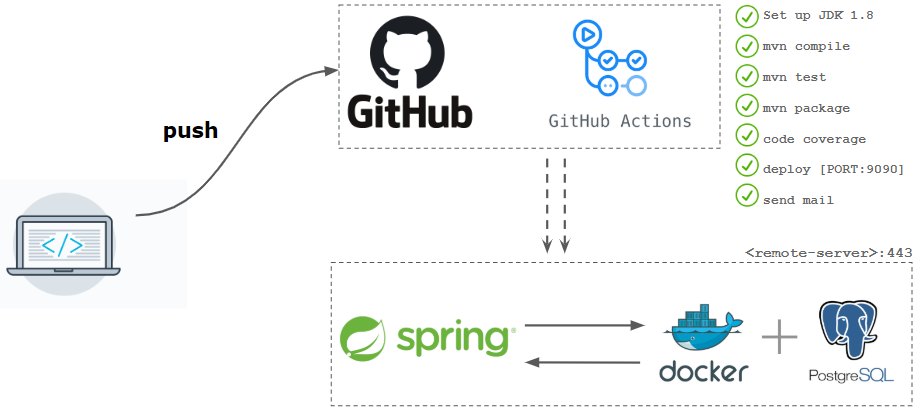 Set up JDK 1.8
mvn compile
mvn test
mvn package
code coverage
deploy [PORT:9090]
send mail
GitHub
GitHub Actions
push
</>
<remote-server>:443
spring
docker
PostgreSQL